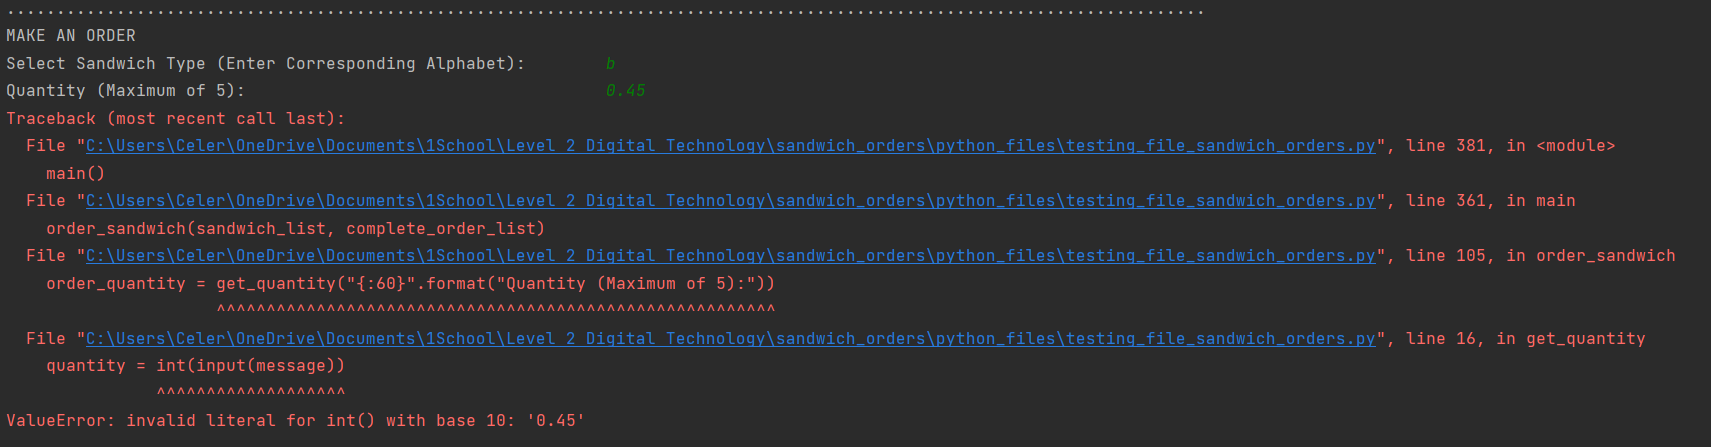 ........................................................................................................................
MAKE AN ORDER
Select Sandwich Type (Enter Corresponding Alphabet):        b
Quantity (Maximum of 5):                                    0.45
Traceback (most recent call last):
  File "C:\Users\Celer\OneDrive\Documents\1School\Level 2 Digital Technology\sandwich_orders\python_files\testing_file_sandwich_orders.py", line 381, in <module>
    main()
  File "C:\Users\Celer\OneDrive\Documents\1School\Level 2 Digital Technology\sandwich_orders\python_files\testing_file_sandwich_orders.py", line 361, in main
    order_sandwich(sandwich_list, complete_order_list)
  File "C:\Users\Celer\OneDrive\Documents\1School\Level 2 Digital Technology\sandwich_orders\python_files\testing_file_sandwich_orders.py", line 105, in order_sandwich
    order_quantity = get_quantity("{:60}".format("Quantity (Maximum of 5):"))
                     ^^^^^^^^^^^^^^^^^^^^^^^^^^^^^^^^^^^^^^^^^^^^^^^^^^^^^^^^
  File "C:\Users\Celer\OneDrive\Documents\1School\Level 2 Digital Technology\sandwich_orders\python_files\testing_file_sandwich_orders.py", line 16, in get_quantity
    quantity = int(input(message))
               ^^^^^^^^^^^^^^^^^^^
ValueError: invalid literal for int() with base 10: '0.45'